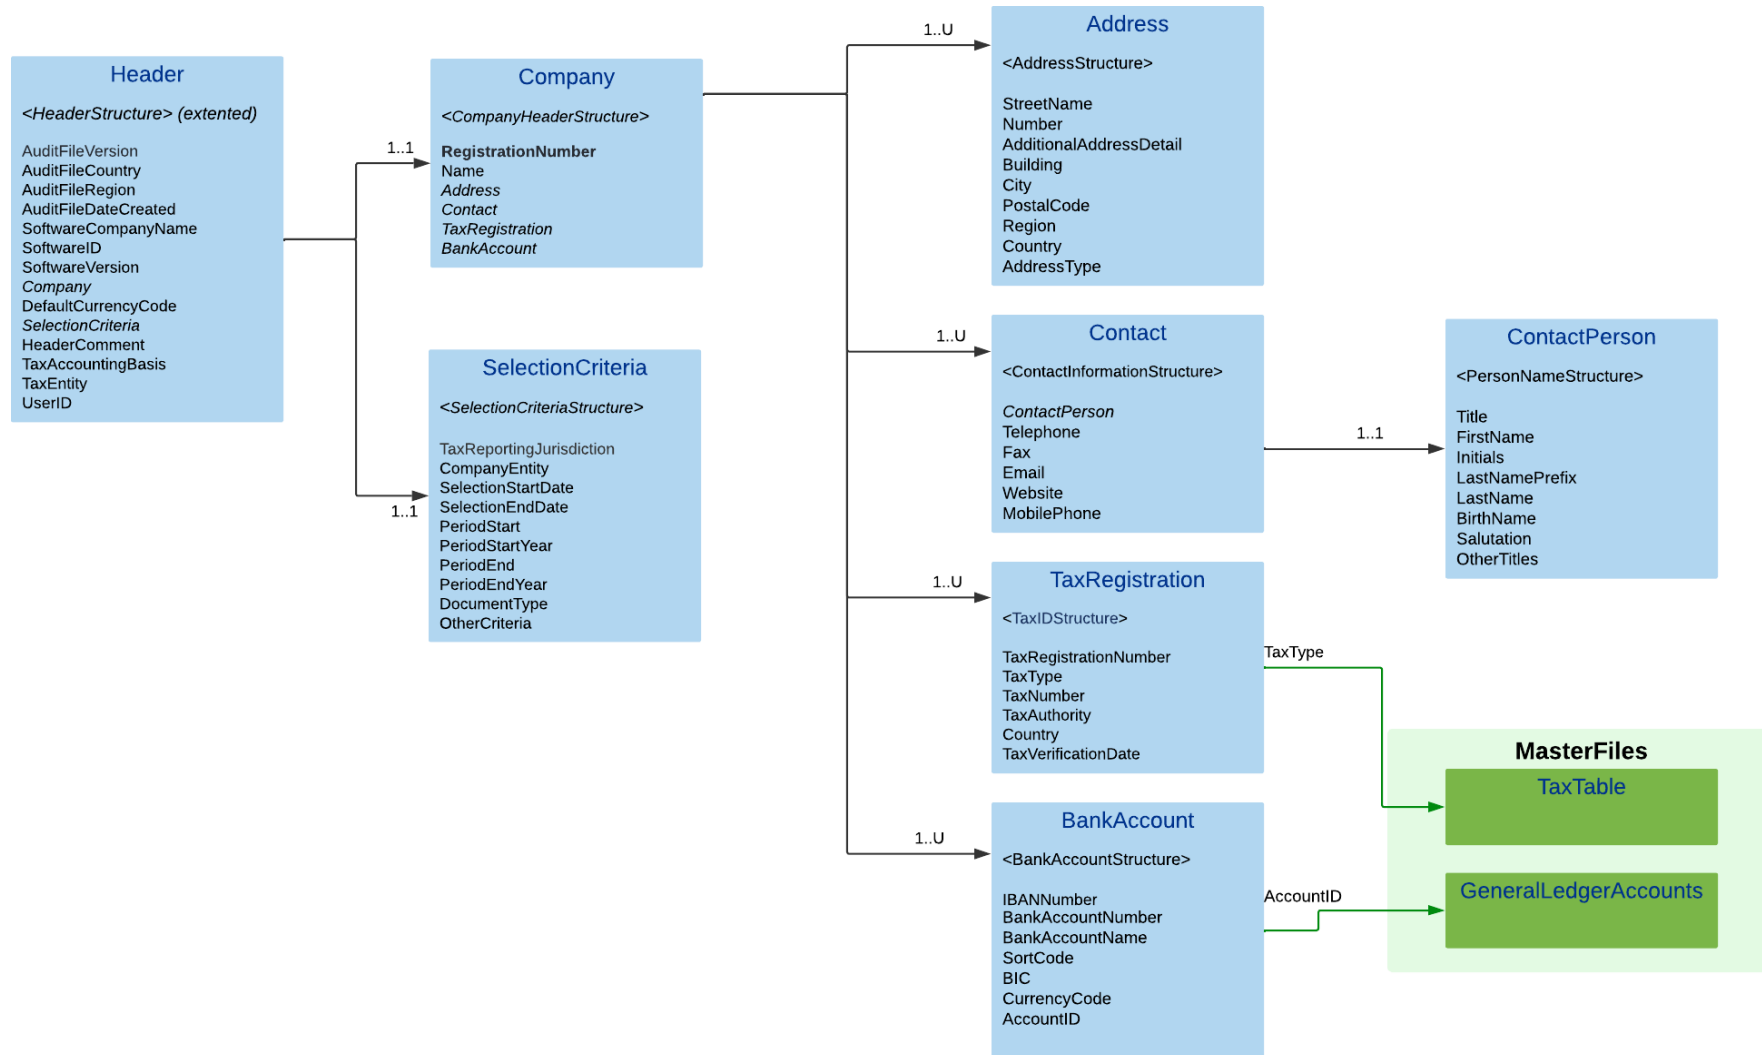 Header
<HeaderStructure> (extented)
AuditFileVersion
AuditFileCountry
AuditFileRegion
AuditFileDateCreated
SoftwareCompanyName
SoftwareID
SoftwareVersion
Company
DefaultCurrencyCode
SelectionCriteria
HeaderComment
TaxAccountingBasis
TaxEntity
UserID
1..1
1..1
Company
<CompanyHeaderStructure>
RegistrationNumber
Name
Address
Contact
TaxRegistration
BankAccount
SelectionCriteria
<SelectionCriteriaStructure>
TaxReportingJurisdiction
CompanyEntity
SelectionStartDate
SelectionEndDate
PeriodStart
PeriodStartYear
PeriodEnd
PeriodEndYear
DocumentType
OtherCriteria
1..U
Address
<AddressStructure>
StreetName
Number
AdditionalAddressDetail
Building
City
PostalCode
Region
Country
AddressType
1..U
Contact
<ContactInformationStructure>
ContactPerson
Telephone
Fax
Email
Website
MobilePhone
1..1
ContactPerson
<PersonNameStructure>
Title
FirstName
Initials
LastNamePrefix
LastName
BirthName
Salutation
OtherTitles
1..U
TaxRegistration
<TaxIDStructure>
TaxRegistrationNumber
TaxType
TaxNumber
TaxAuthority
Country
TaxVerificationDate
TaxType
1..U
BankAccount
<BankAccountStructure>
IBANNumber
BankAccountNumber
BankAccountName
SortCode
BIC
CurrencyCode
AccountID
AccountID
MasterFiles
TaxTable
GeneralLedgerAccounts